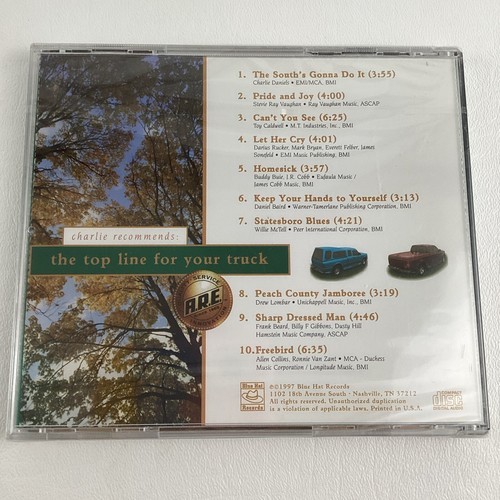 1. The South's Gonna Do It (3:55)
Charlie Daniels • EMI/MCA, BMI
2. Pride and Joy (4:00)
Stevie Ray Vaughan • Ray Vaughan Music, ASCAP
3. Can't You See (6:25)
Toy Caldwell • M.T. Industries, Inc., BMI
4. Let Her Cry (4:01)
Darius Rucker, Mark Bryan, Everett Felber, James
Sonefeld • EMI Music Publishing, BMI
5. Homesick (3:57)
Buddy Buie, J.R. Cobb • Eufaula Music /
James Cobb Music, BMI
6. Keep Your Hands to Yourself (3:13)
Daniel Baird • Warner-Tamerlane Publishing Corporation, BMI
7. Statesboro Blues (4:21)
Willie McTell • Peer International Corporation, BMI
charlie recommends:
the top line for your truck
SERVICE
A.R.E.
8. Peach County Jamboree (3:19)
Drew Lombar • Unichappell Music, Inc., BMI
9. Sharp Dressed Man (4:46)
Frank Beard, Billy F Gibbons, Dusty Hill
Hamstein Music Company, ASCAP
10. Freebird (6:35)
Allen Collins, Ronnie Van Zant • MCA - Duchess
Music Corporation / Longitude Music, BMI
Blue Hat
Records
℗©1997 Blue Hat Records
1102 18th Avenue South - Nashville, TN 37212
All rights reserved. Unauthorized duplication
is a violation of applicable laws. Printed in U.S.A.
COMPACT
disc
DIGITAL AUDIO